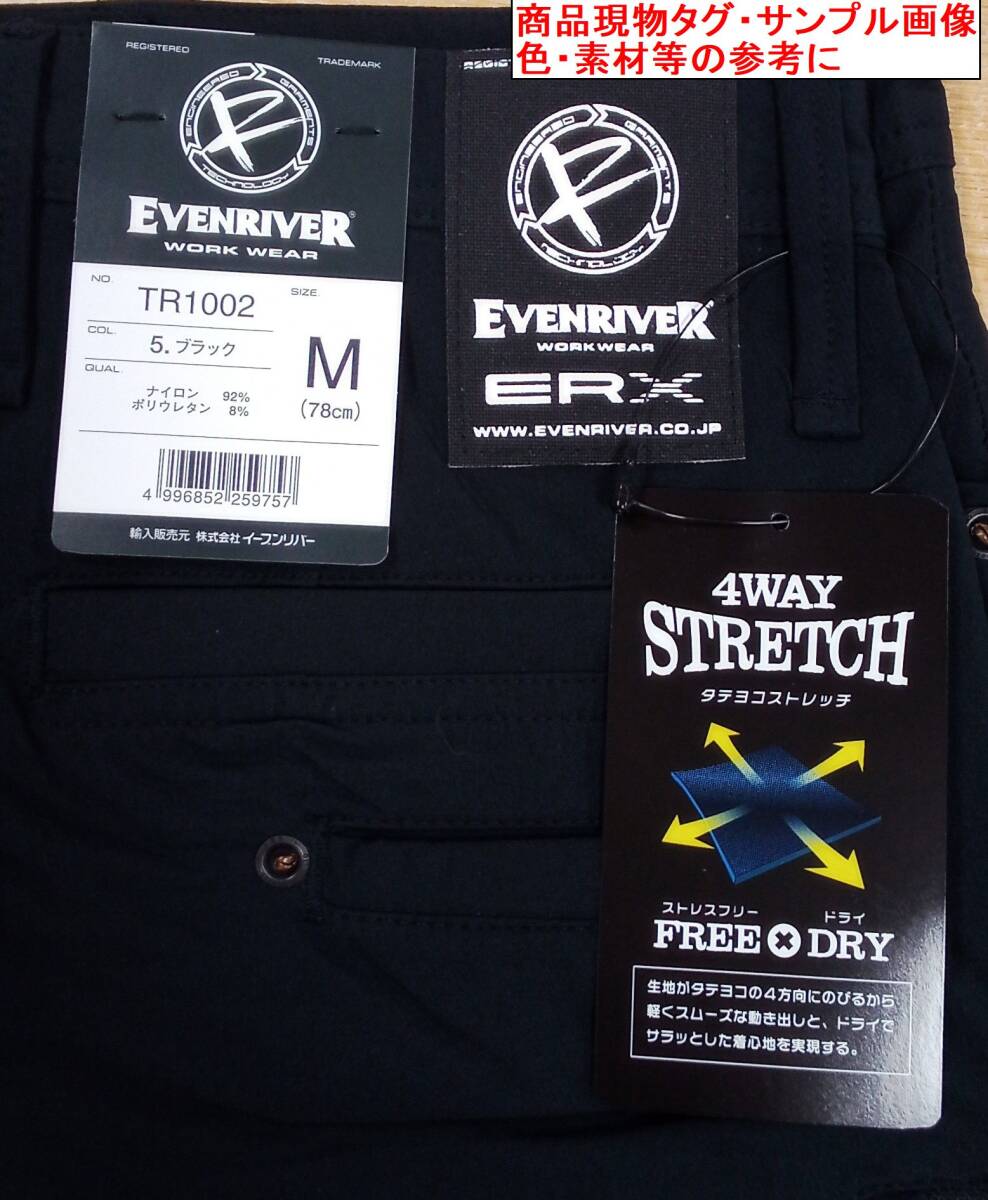 商品現物タグ・サンプル画像
色・素材等の参考に
REGISTERED
TRADEMARK
ENGINEERED GARMENTS TECHNOLOGY
EVENRIVER®
WORK WEAR
NO.
TR1002
SIZE.
COL.
5.ブラック
M
(78cm)
QUAL.
ナイロン 92%
ポリウレタン 8%
4 996852 259757
輸入販売元 株式会社イーブンリバー
ENGINEERED GARMENTS TECHNOLOGY
EVENRIVER
WORKWEAR
ERX
WWW.EVENRIVER.CO.JP
4WAY
STRETCH
タテヨコストレッチ
ストレスフリー ドライ
FREE × DRY
生地がタテヨコの4方向にのびるから
軽くスムーズな動き出しと、ドライで
サラッとした着心地を実現する。